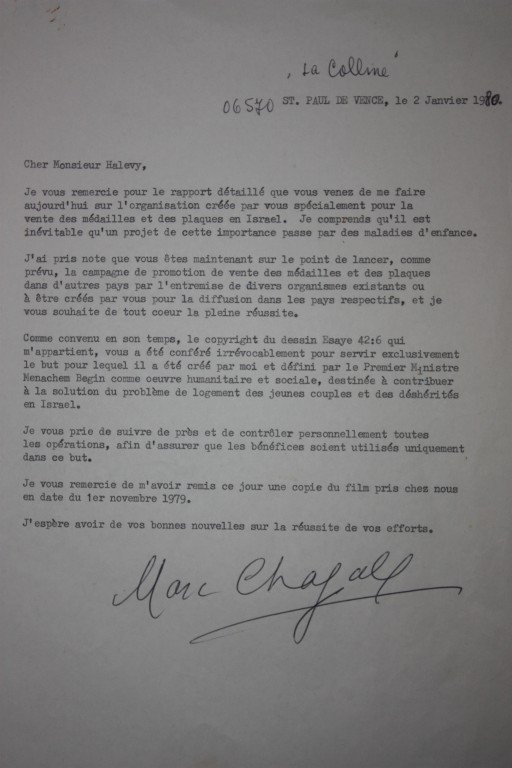 "La Colline"
06570 ST. PAUL DE VENCE, le 2 Janvier 1980.
Cher Monsieur Halevy,
Je vous remercie pour le rapport détaillé que vous venez de me faire
aujourd'hui sur l'organisation créée par vous spécialement pour la
vente des médailles et des plaques en Israel. Je comprends qu'il est
inévitable qu'un projet de cette importance passe par des maladies d'enfance.
J'ai pris note que vous êtes maintenant sur le point de lancer, comme
prévu, la campagne de promotion de vente des médailles et des plaques
dans d'autres pays par l'entremise de divers organismes existants ou
à être créés par vous pour la diffusion dans les pays respectifs, et je
vous souhaite de tout coeur la pleine réussite.
Comme convenu en son temps, le copyright du dessin Esaye 42:6 qui
m'appartient, vous a été conféré irrévocablement pour servir exclusivement
le but pour lequel il a été créé par moi et défini par le Premier Ministre
Menachem Begin comme oeuvre humanitaire et sociale, destinée à contribuer
à la solution du problème de logement des jeunes couples et des déshérités
en Israel.
Je vous prie de suivre de près et de contrôler personnellement toutes
les opérations, afin d'assurer que les bénéfices soient utilisés uniquement
dans ce but.
Je vous remercie de m'avoir remis ce jour une copie du film pris chez nous
en date du 1er novembre 1979.
J'espère avoir de vos bonnes nouvelles sur la réussite de vos efforts.
Marc Chagall